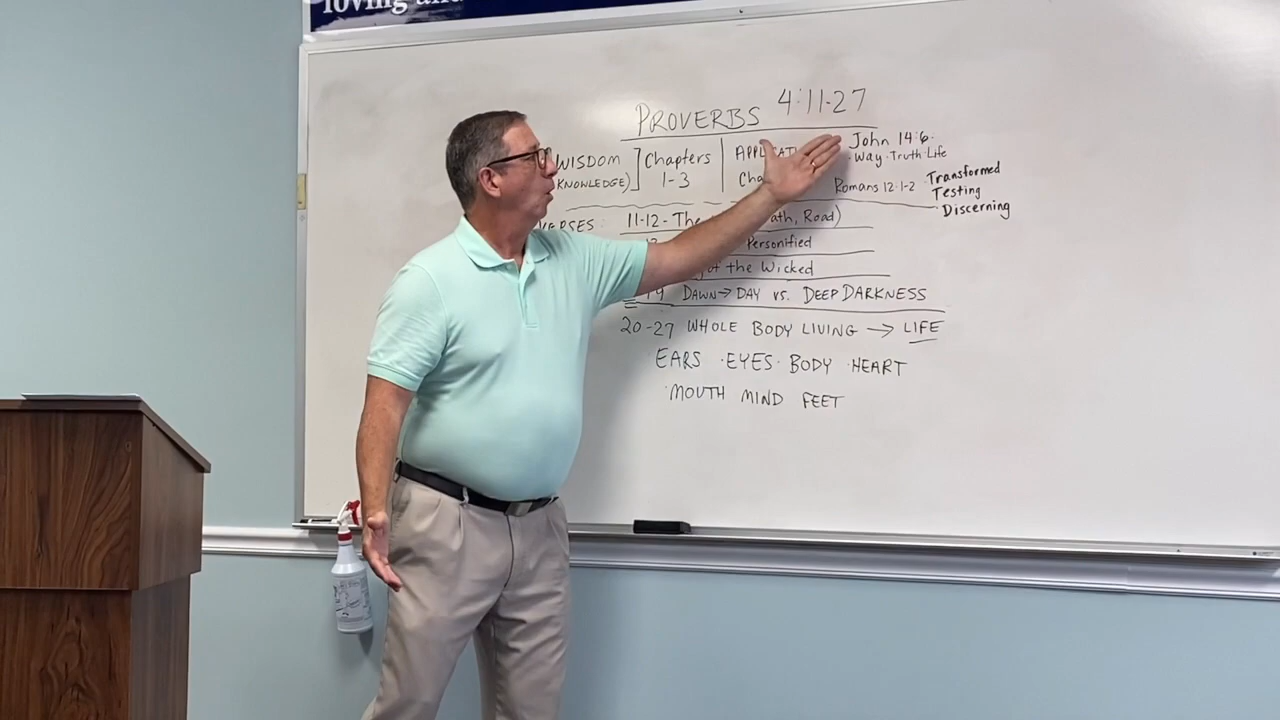 loving and
PROVERBS 4:11-27
WISDOM ] Chapters | John 14:6
KNOWLEDGE) 1-3 · Way · Truth · Life
Romans 12:1-2 Transformed
Testing
· Discerning
VERSES: 11-12 - The Road)
Personified
of the Wicked
19 DAWN → DAY vs. DEEP DARKNESS
20-27 WHOLE BODY LIVING → LIFE
EARS · EYES · BODY · HEART
· MOUTH MIND FEET